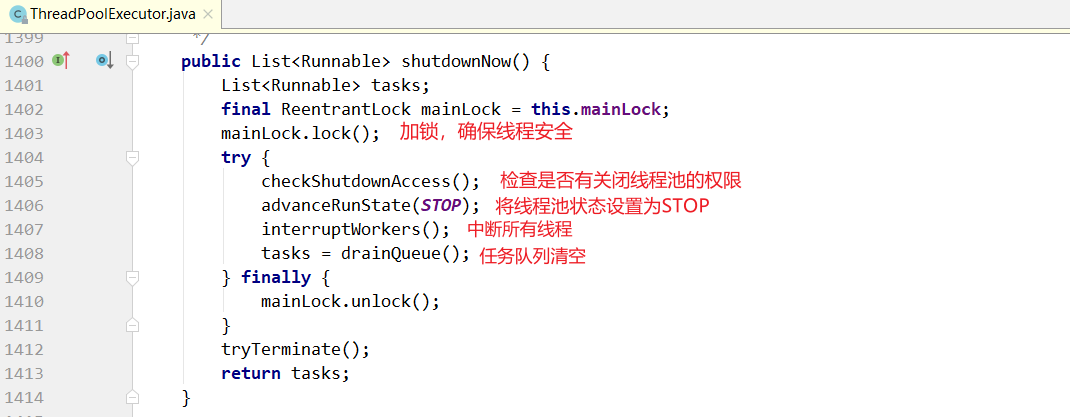 ThreadPoolExecutor.java
1399 */
1400 public List<Runnable> shutdownNow() {
1401 List<Runnable> tasks;
1402 final ReentrantLock mainLock = this.mainLock;
1403 mainLock.lock(); 加锁，确保线程安全
1404 try {
1405 checkShutdownAccess(); 检查是否有关闭线程池的权限
1406 advanceRunState(STOP); 将线程池状态设置为STOP
1407 interruptWorkers(); 中断所有线程
1408 tasks = drainQueue(); 任务队列清空
1409 } finally {
1410 mainLock.unlock();
1411 }
1412 tryTerminate();
1413 return tasks;
1414 }